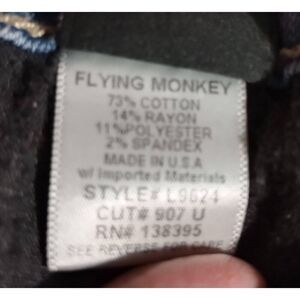 FLYING MONKEY
73% COTTON
14% RAYON
11%POLYESTER
2% SPANDEX
MADE IN U.S.A
w/ Imported Materials
STYLE# L9624
CUT# 907 U
RN# 138395
SEE REVERSE FOR CARE